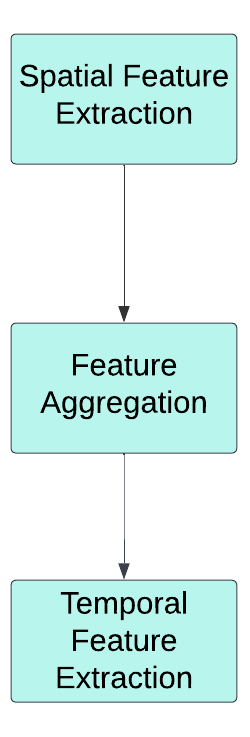 Spatial Feature
Extraction
Feature
Aggregation
Temporal
Feature
Extraction